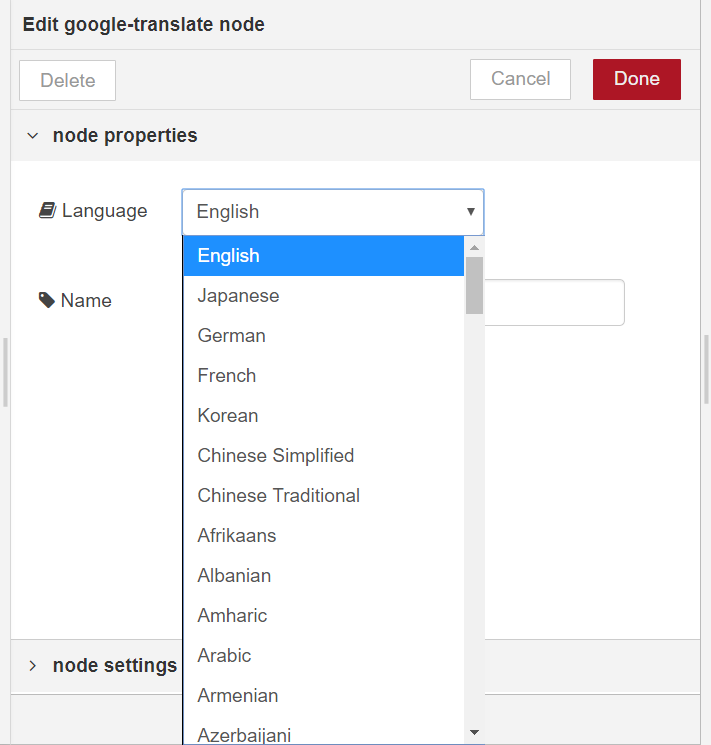 Edit google-translate node
Delete
Cancel
Done
node properties
Language
English
English
Japanese
Name
German
French
Korean
Chinese Simplified
Chinese Traditional
Afrikaans
Albanian
Amharic
Arabic
node settings
Armenian
Azerbaijani